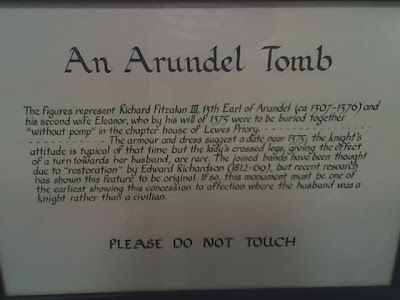 An Arundel Tomb
The figures represent Richard Fitzalan III, 13th Earl of Arundel (ca 1307-1376) and
his second wife Eleanor, who by his will of 1375 were to be buried together
"without pomp" in the chapter house of Lewes Priory. - - - - - - - - - - - - - - -
- - - - - - - - - - - - The armour and dress suggest a date near 1375; the knight's
attitude is typical of that time but the lady's crossed legs, giving the effect
of a turn towards her husband, are rare. The joined hands have been thought
due to "restoration" by Edward Richardson (1812-69), but recent research
has shown this feature to be original. If so, this monument must be one of
the earliest showing this concession to affection where the husband was a
knight rather than a civilian.
PLEASE DO NOT TOUCH